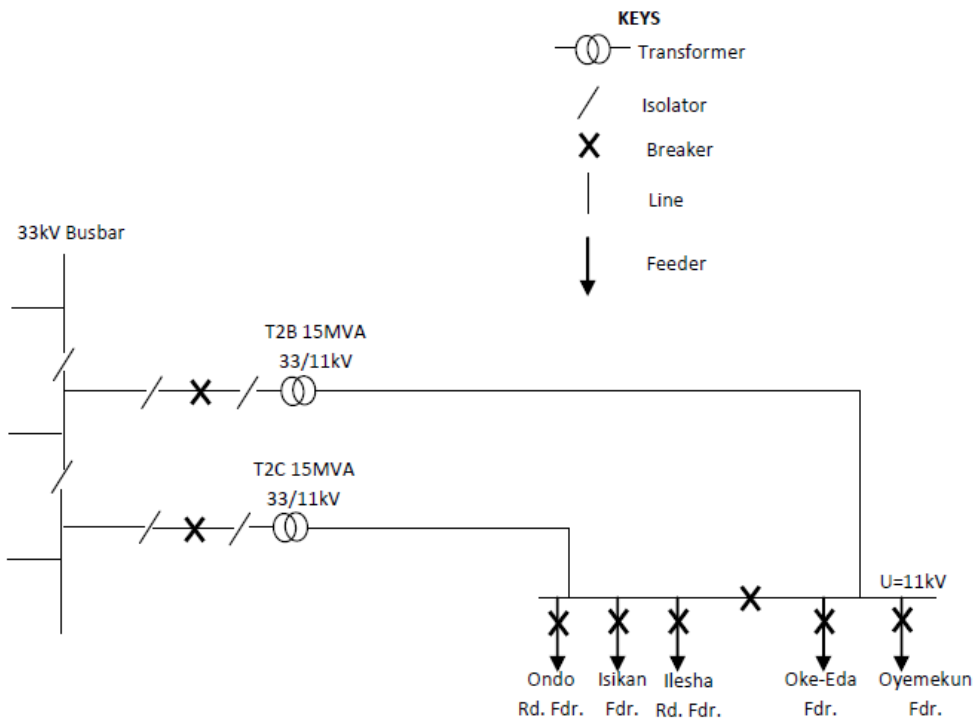 KEYS
Transformer
Isolator
Breaker
Line
Feeder
33kV Busbar
T2B 15MVA
33/11kV
T2C 15MVA
33/11kV
U=11kV
Ondo
Rd. Fdr.
Isikan
Fdr.
Ilesha
Rd. Fdr.
Oke-Eda
Fdr.
Oyemekun
Fdr.